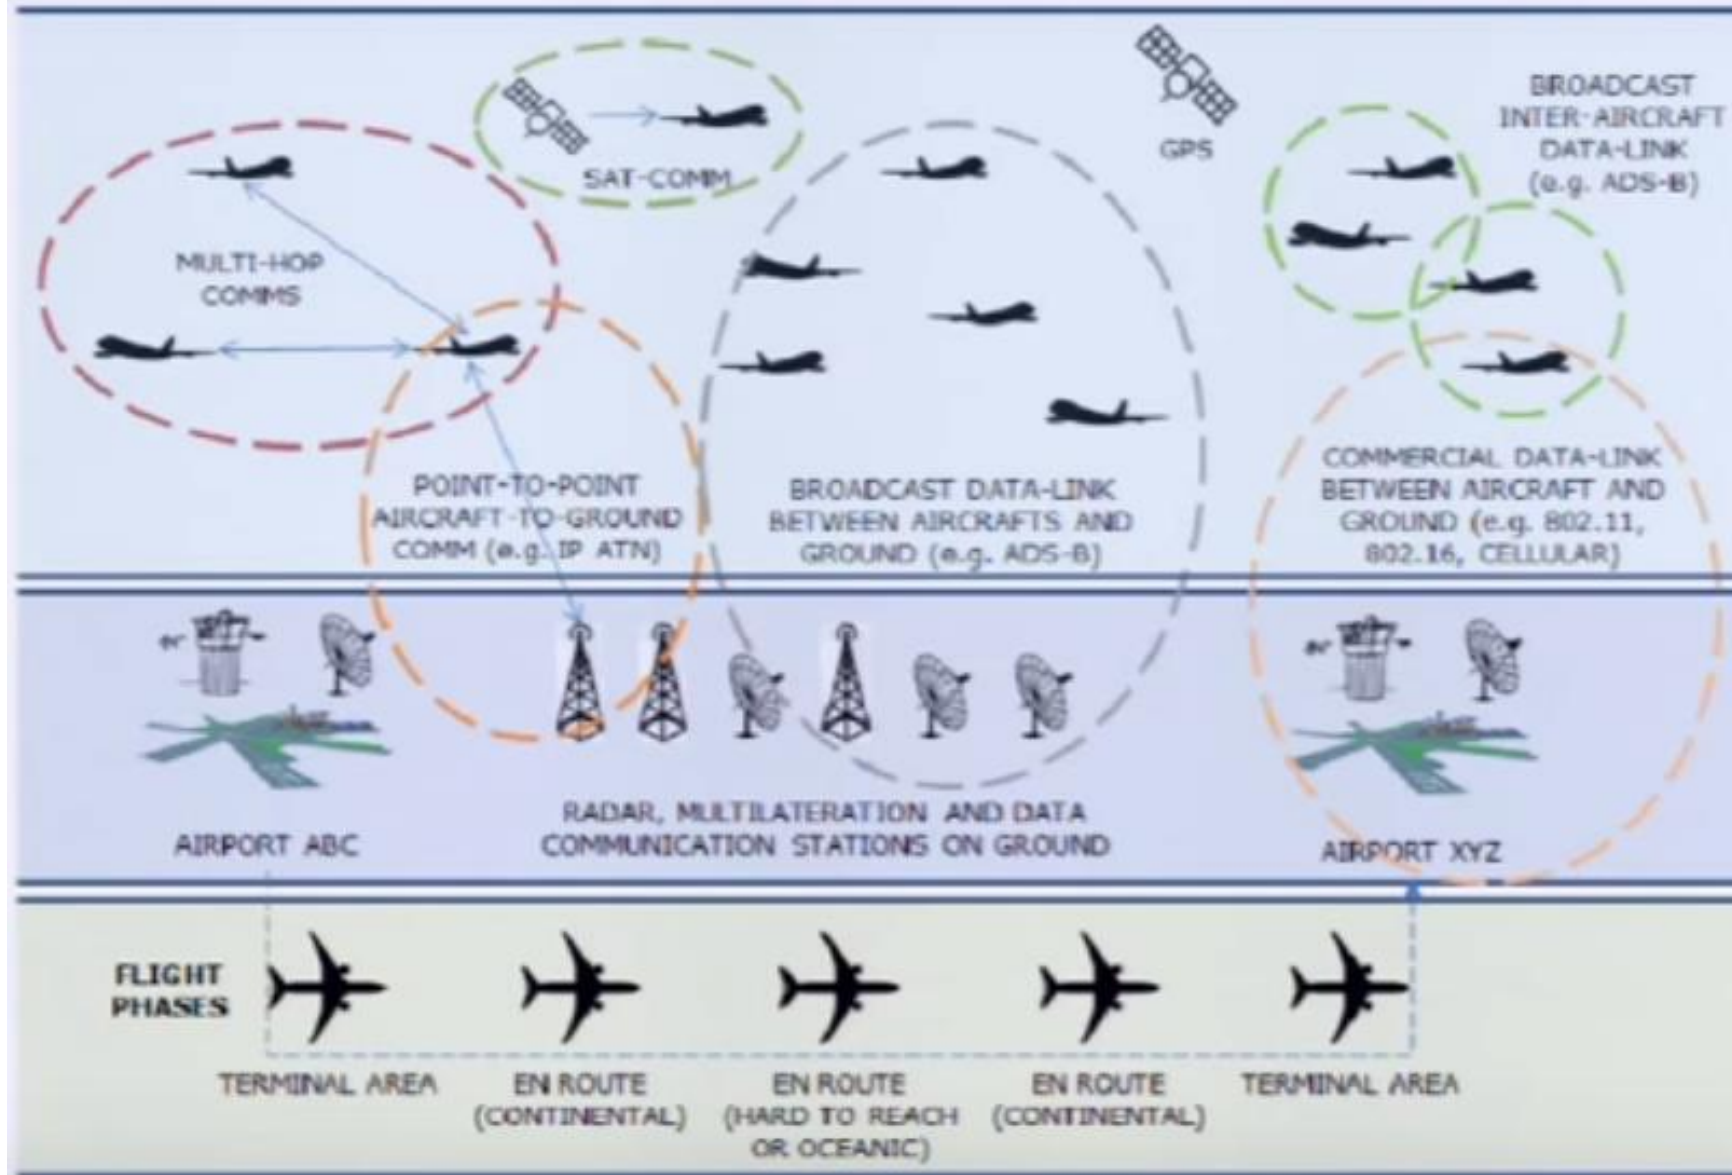 BROADCAST
INTER-AIRCRAFT
DATA-LINK
(e.g. ADS-B)
GPS
SAT-COMM
MULTI-HOP
COMMS
POINT-TO-POINT
AIRCRAFT-TO-GROUND
COMM (e.g. IP ATN)
BROADCAST DATA-LINK
BETWEEN AIRCRAFTS AND
GROUND (e.g. ADS-B)
COMMERCIAL DATA-LINK
BETWEEN AIRCRAFT AND
GROUND (e.g. 802.11,
802.16, CELLULAR)
AIRPORT ABC
RADAR, MULTILATERATION AND DATA
COMMUNICATION STATIONS ON GROUND
AIRPORT XYZ
FLIGHT
PHASES
TERMINAL AREA
EN ROUTE
(CONTINENTAL)
EN ROUTE
(HARD TO REACH
OR OCEANIC)
EN ROUTE
(CONTINENTAL)
TERMINAL AREA